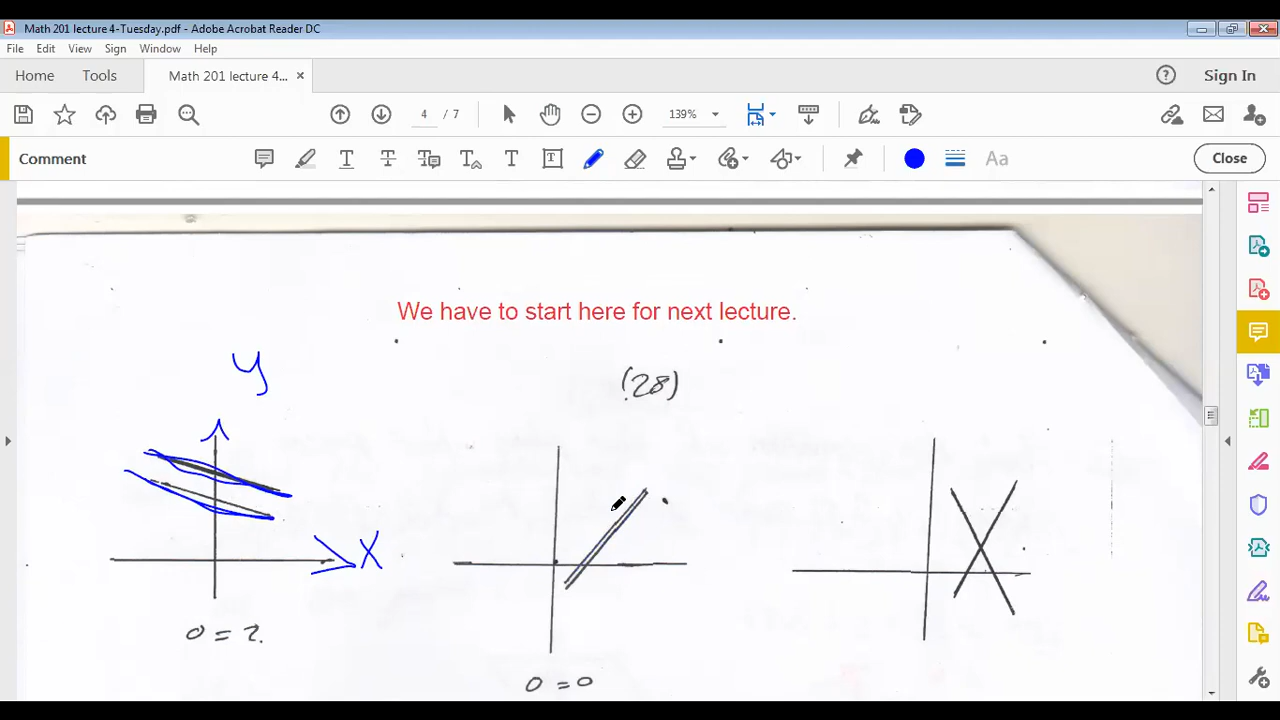 Math 201 lecture 4-Tuesday.pdf - Adobe Acrobat Reader DC
File Edit View Sign Window Help
Home Tools Math 201 lecture 4... × Sign In
4 / 7 139%
Comment T T T T T Aa Close
We have to start here for next lecture.
(28)
y
X
0 = 2.
0 = 0